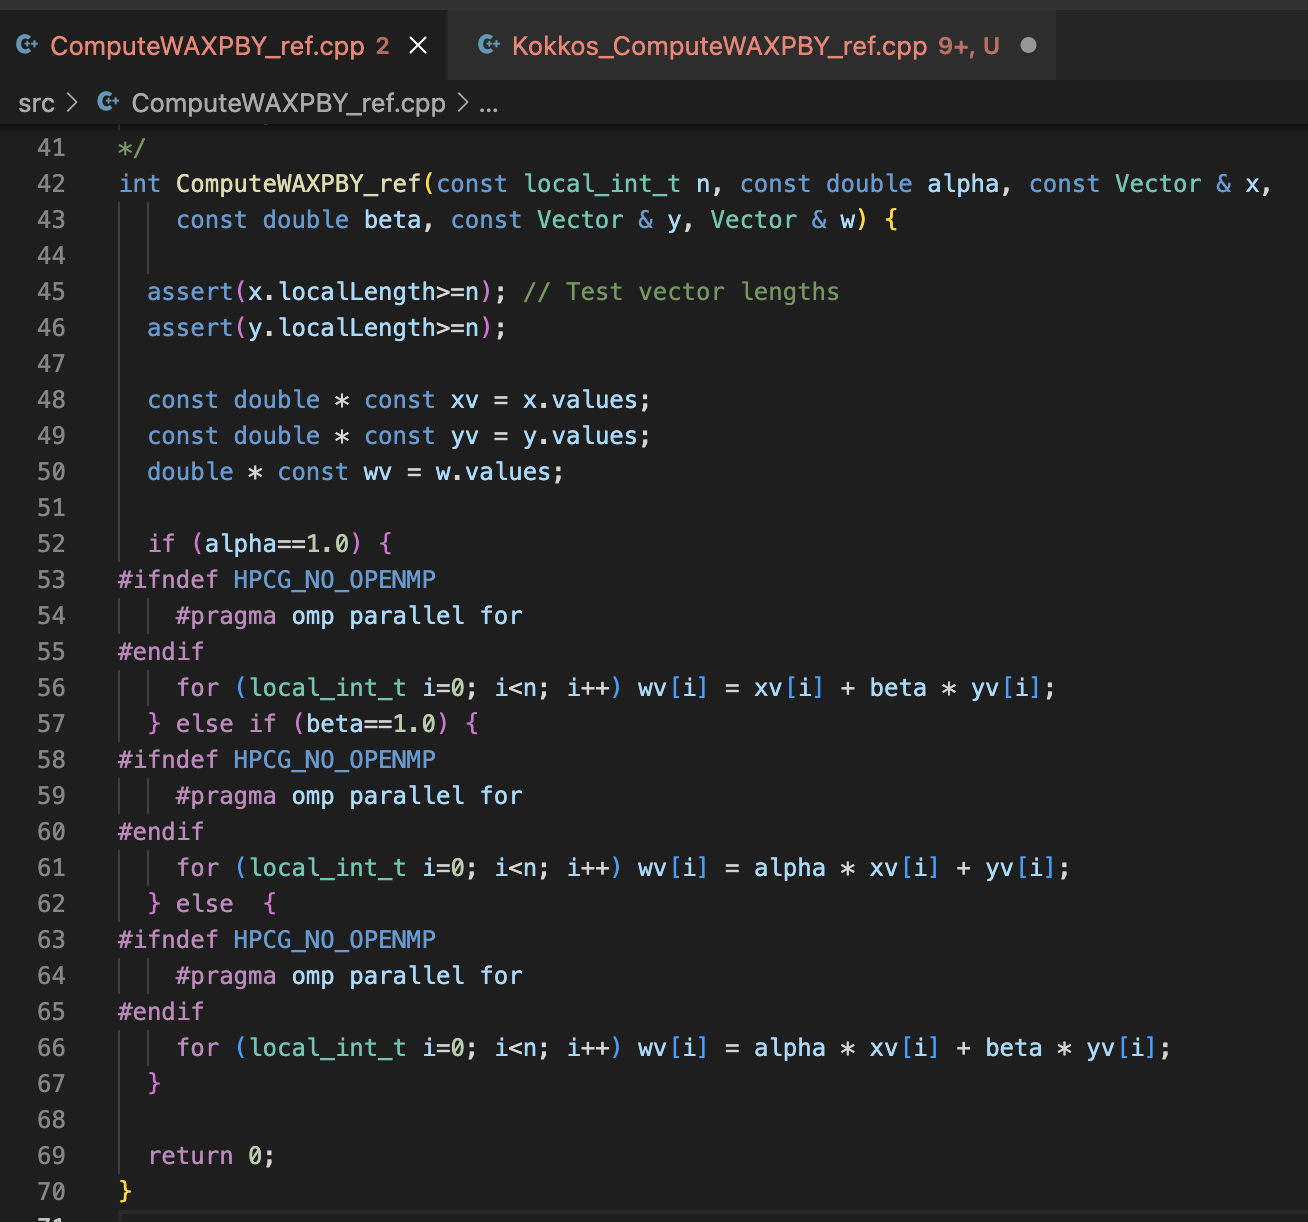 ComputeWAXPBY_ref.cpp 2 Kokkos_ComputeWAXPBY_ref.cpp 9+, U
src > ComputeWAXPBY_ref.cpp > ...
41 */
42 int ComputeWAXPBY_ref(const local_int_t n, const double alpha, const Vector & x,
43 const double beta, const Vector & y, Vector & w) {
44
45 assert(x.localLength>=n); // Test vector lengths
46 assert(y.localLength>=n);
47
48 const double * const xv = x.values;
49 const double * const yv = y.values;
50 double * const wv = w.values;
51
52 if (alpha==1.0) {
53 #ifndef HPCG_NO_OPENMP
54 #pragma omp parallel for
55 #endif
56 for (local_int_t i=0; i<n; i++) wv[i] = xv[i] + beta * yv[i];
57 } else if (beta==1.0) {
58 #ifndef HPCG_NO_OPENMP
59 #pragma omp parallel for
60 #endif
61 for (local_int_t i=0; i<n; i++) wv[i] = alpha * xv[i] + yv[i];
62 } else {
63 #ifndef HPCG_NO_OPENMP
64 #pragma omp parallel for
65 #endif
66 for (local_int_t i=0; i<n; i++) wv[i] = alpha * xv[i] + beta * yv[i];
67 }
68
69 return 0;
70 }
71